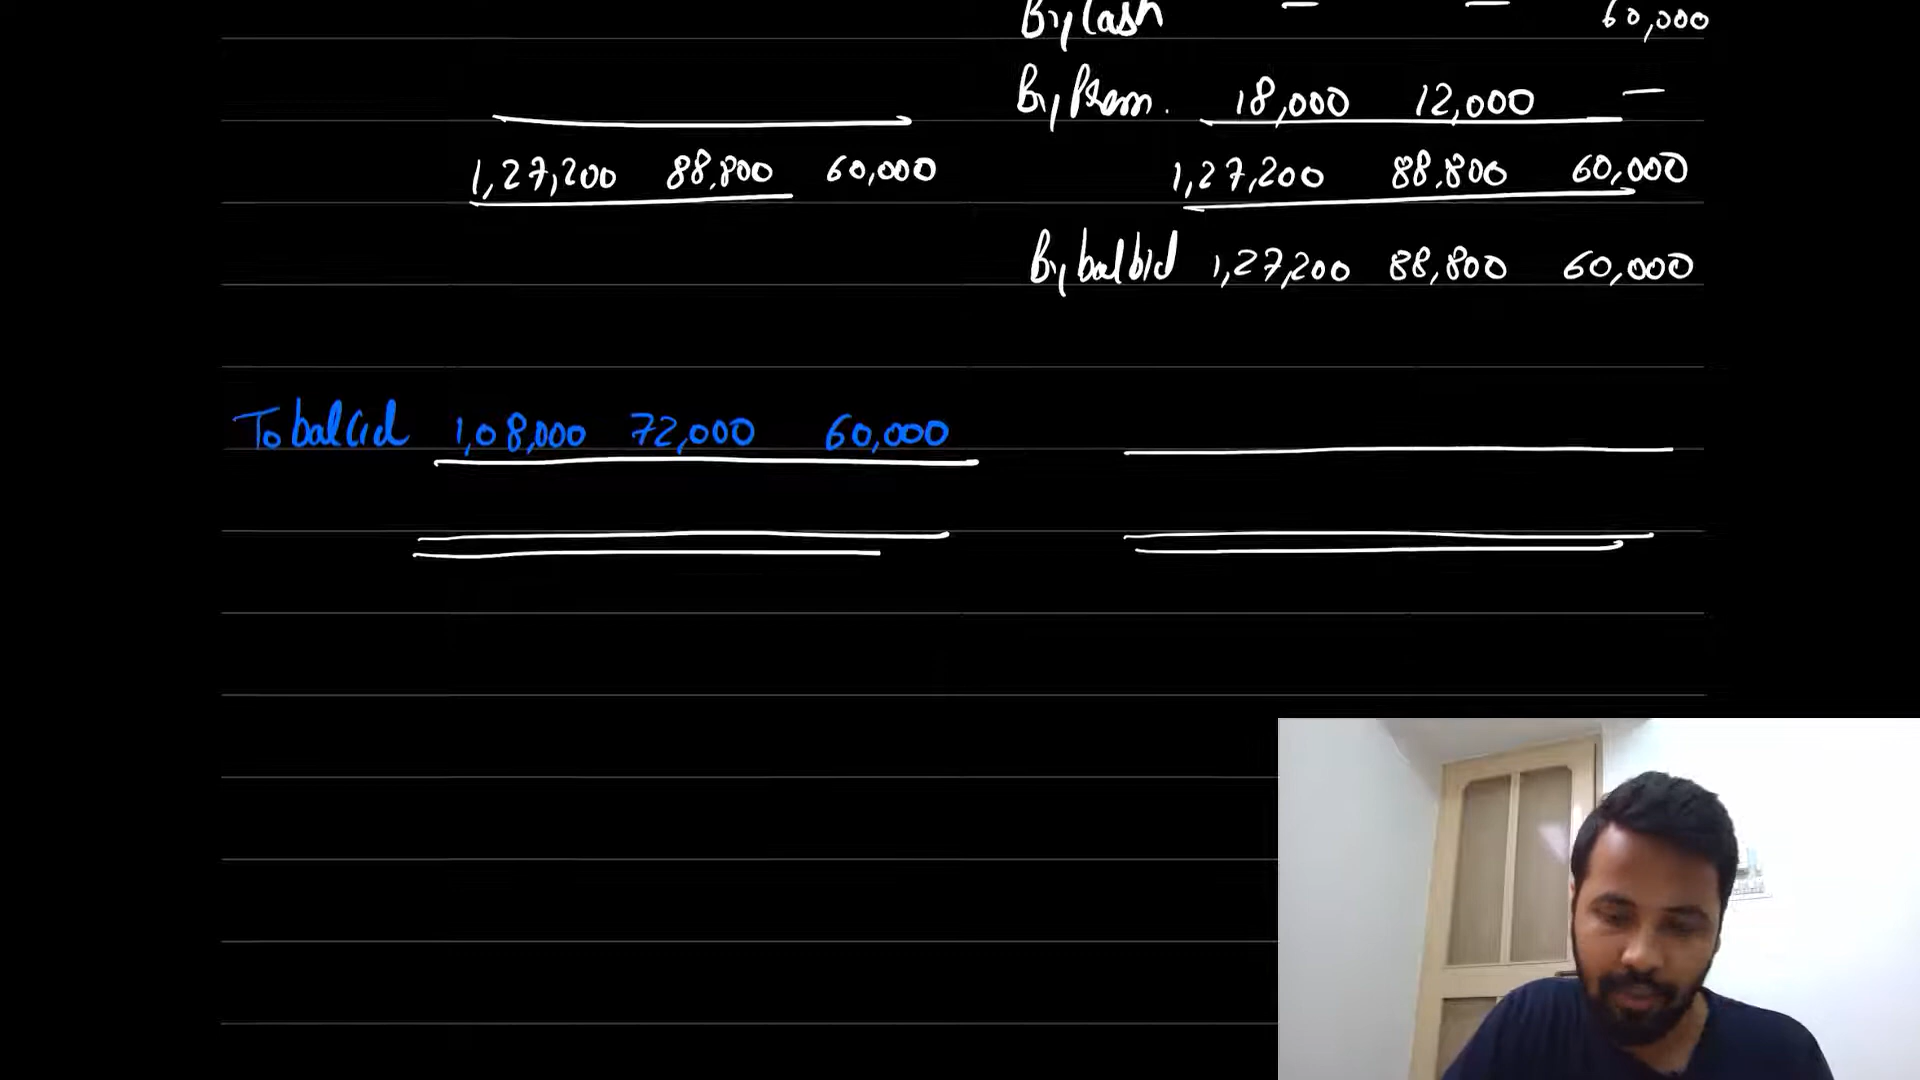 By Cash — — 60,000
By Prem. 18,000 12,000 —
1,27,200 88,800 60,000 1,27,200 88,800 60,000
By bal b/d 1,27,200 88,800 60,000
To bal c/d 1,08,000 72,000 60,000